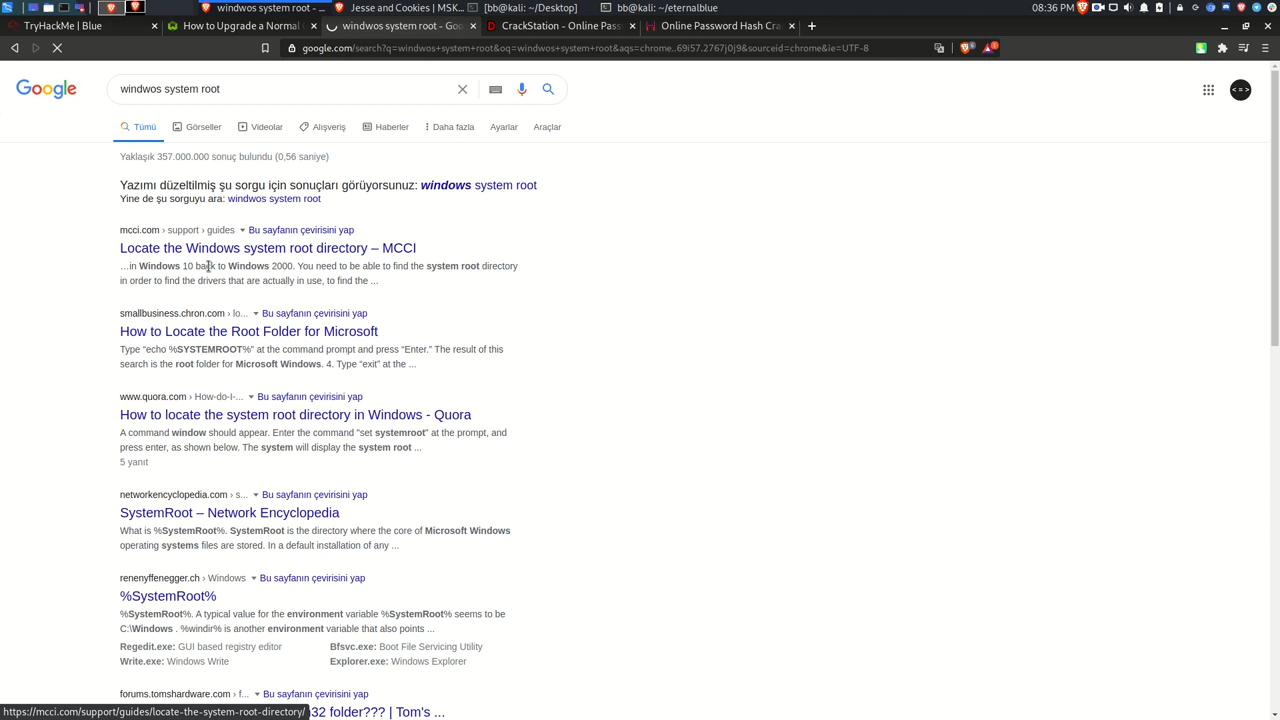 windwos system root - ...
Jesse and Cookies | MSK...
[bb@bali: ~/Desktop]
bb@bali: ~/eternalblue
08:36 PM
TryHackMe | Blue
How to Upgrade a Normal C
windwos system root - Goo
CrackStation - Online Pass
Online Password Hash Cra
google.com/search?q=windwos+system+root&oq=windwos+system+root&aqs=chrome..69i57.2767j0j9&sourceid=chrome&ie=UTF-8
Google
windwos system root
< = >
Tümü
Görseller
Videolar
Alışveriş
Haberler
Daha fazla
Ayarlar
Araçlar
Yaklaşık 357.000.000 sonuç bulundu (0,56 saniye)
Yazımı düzeltilmiş şu sorgu için sonuçları görüyorsunuz: windows system root
Yine de şu sorguyu ara: windwos system root
mcci.com › support › guides Bu sayfanın çevirisini yap
Locate the Windows system root directory – MCCI
...in Windows 10 back to Windows 2000. You need to be able to find the system root directory
in order to find the drivers that are actually in use, to find the ...
smallbusiness.chron.com › lo... Bu sayfanın çevirisini yap
How to Locate the Root Folder for Microsoft
Type “echo %SYSTEMROOT%” at the command prompt and press “Enter.” The result of this
search is the root folder for Microsoft Windows. 4. Type “exit” at the ...
www.quora.com › How-do-I-... Bu sayfanın çevirisini yap
How to locate the system root directory in Windows - Quora
A command window should appear. Enter the command "set systemroot" at the prompt, and
press enter, as shown below. The system will display the system root ...
5 yanıt
networkencyclopedia.com › s... Bu sayfanın çevirisini yap
SystemRoot – Network Encyclopedia
What is %SystemRoot%. SystemRoot is the directory where the core of Microsoft Windows
operating systems files are stored. In a default installation of any ...
renenyffenegger.ch › Windows Bu sayfanın çevirisini yap
%SystemRoot%
%SystemRoot%. A typical value for the environment variable %SystemRoot% seems to be
C:\Windows . %windir% is another environment variable that also points ...
Regedit.exe: GUI based registry editor
Bfsvc.exe: Boot File Servicing Utility
Write.exe: Windows Write
Explorer.exe: Windows Explorer
forums.tomshardware.com › f... Bu sayfanın çevirisini yap
32 folder??? | Tom's ...
https://mcci.com/support/guides/locate-the-system-root-directory/